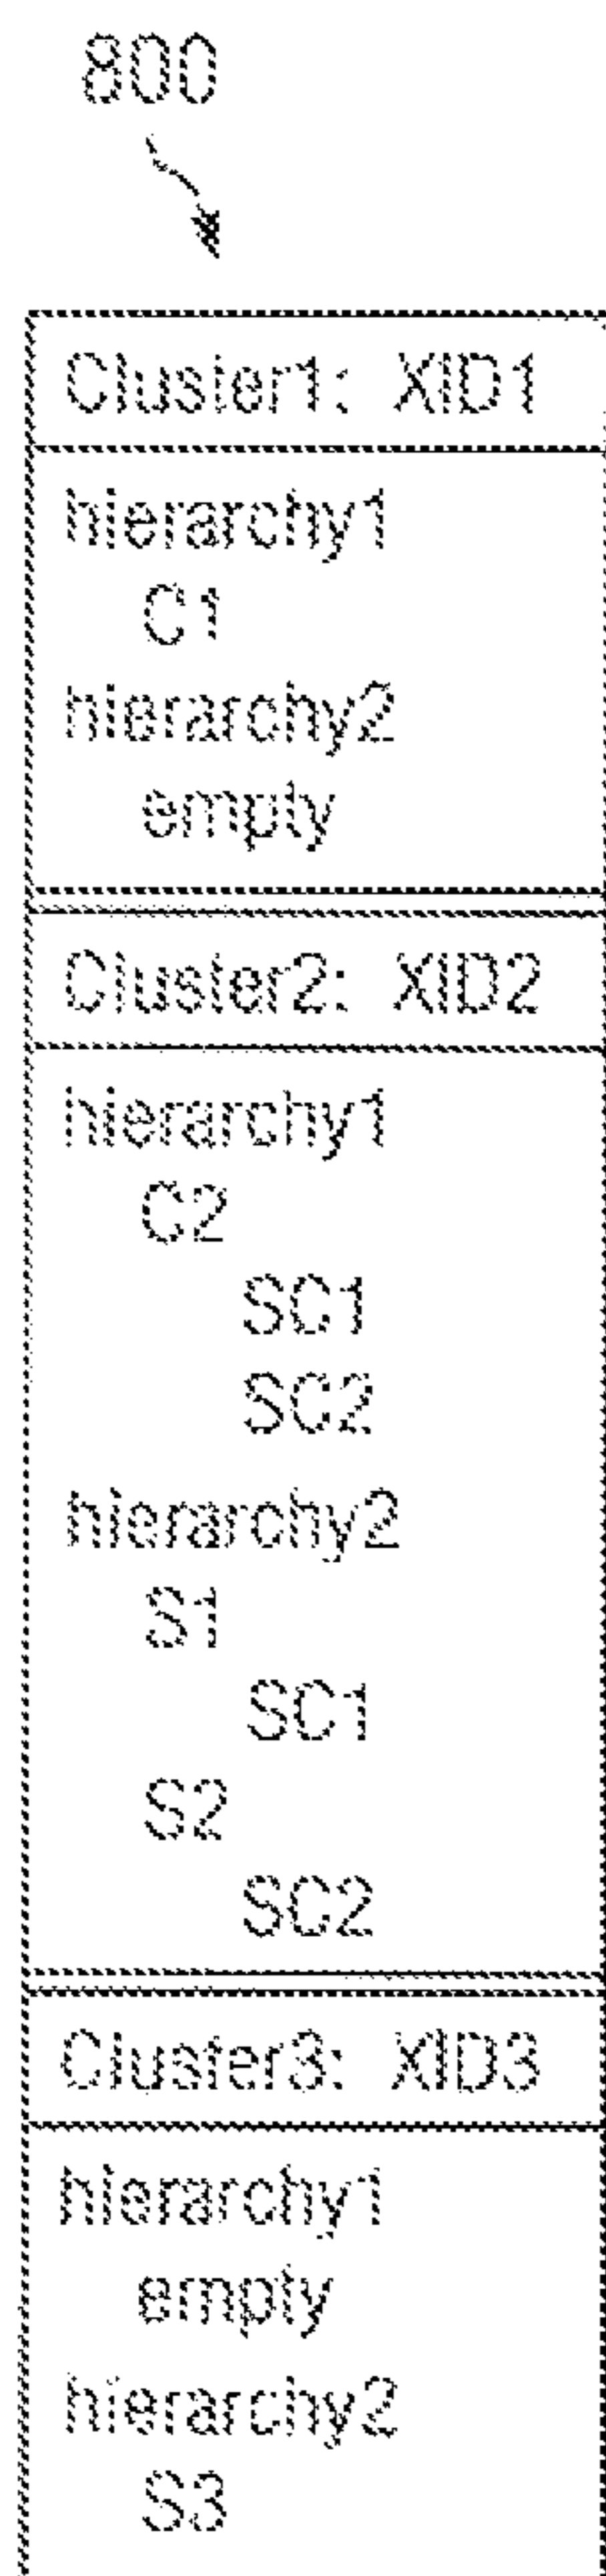 800
Cluster1: XID1
hierarchy1
C1
hierarchy2
empty
Cluster2: XID2
hierarchy1
C2
SC1
SC2
hierarchy2
S1
SC1
S2
SC2
Cluster3: XID3
hierarchy1
empty
hierarchy2
S3